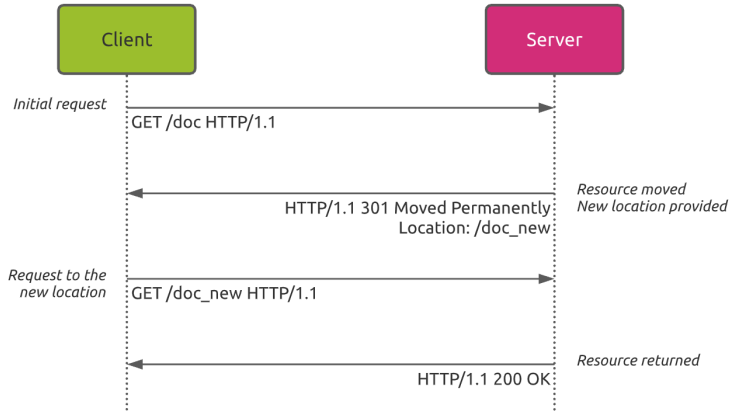 Client
Server
Initial request
GET /doc HTTP/1.1
Resource moved
New location provided
HTTP/1.1 301 Moved Permanently
Location: /doc_new
Request to the
new location
GET /doc_new HTTP/1.1
Resource returned
HTTP/1.1 200 OK